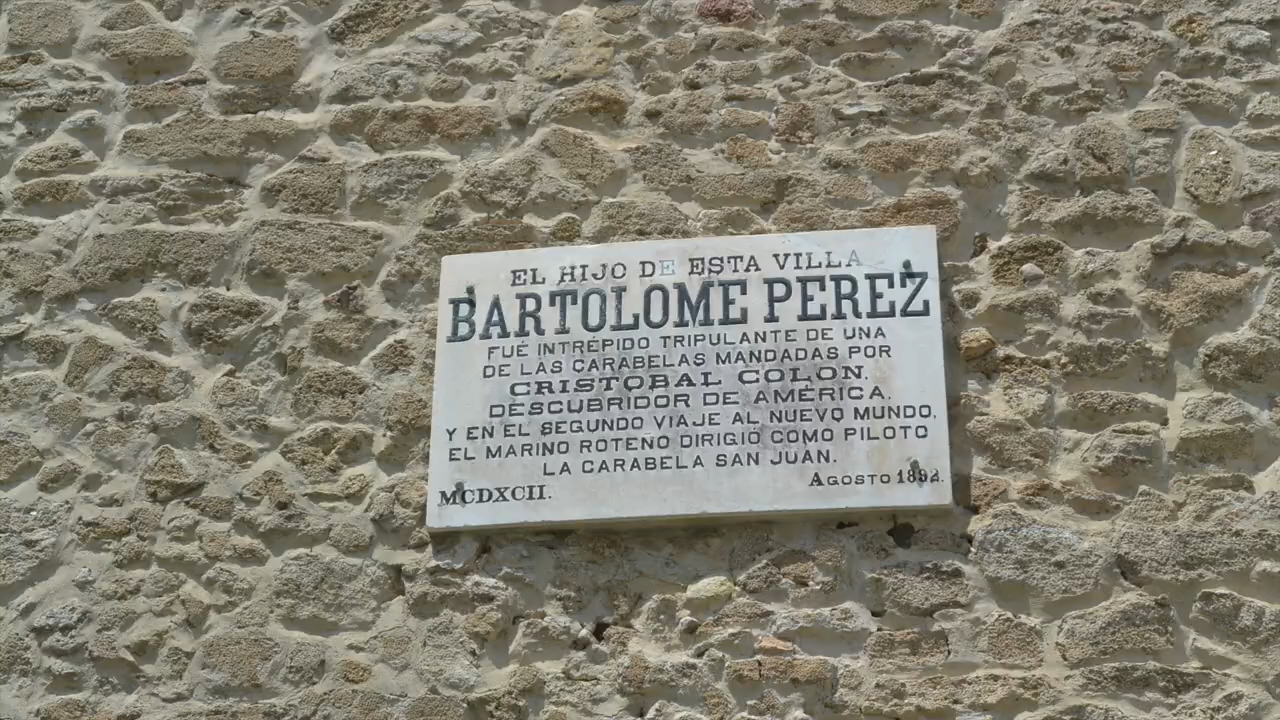 EL HIJO DE ESTA VILLA
BARTOLOME PEREZ
FUÉ INTRÉPIDO TRIPULANTE DE UNA
DE LAS CARABELAS MANDADAS POR
CRISTOBAL COLON,
DESCUBRIDOR DE AMÉRICA,
Y EN EL SEGUNDO VIAJE AL NUEVO MUNDO,
EL MARINO ROTEÑO DIRIGIÓ COMO PILOTO
LA CARABELA SAN JUAN.
MCDXCII. AGOSTO 1892.